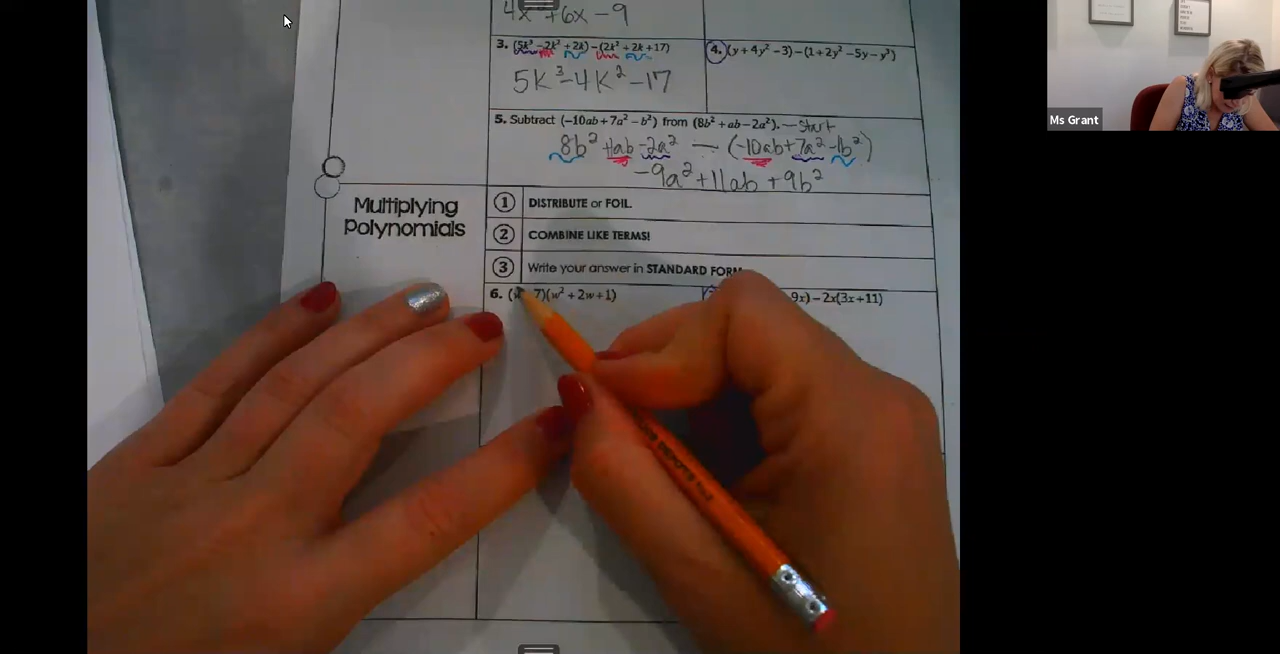 4x² +6x -9
3. (5k³ -2k² +2k) -(2k² +2k +17)
4. (y + 4y² -3) -(1+2y² -5y -y³)
5k³-4k² -17
5. Subtract (-10ab +7a² -b²) from (8b² + ab -2a²). —Start
8b² +1ab -2a² — (-10ab+7a² -1b²)
-9a² +11ab +9b²
Multiplying
Polynomials
1 DISTRIBUTE or FOIL.
2 COMBINE LIKE TERMS!
3 Write your answer in STANDARD FORM
6. ( 7)(w² + 2w +1)
9x) - 2x(3x +11)
Ms Grant